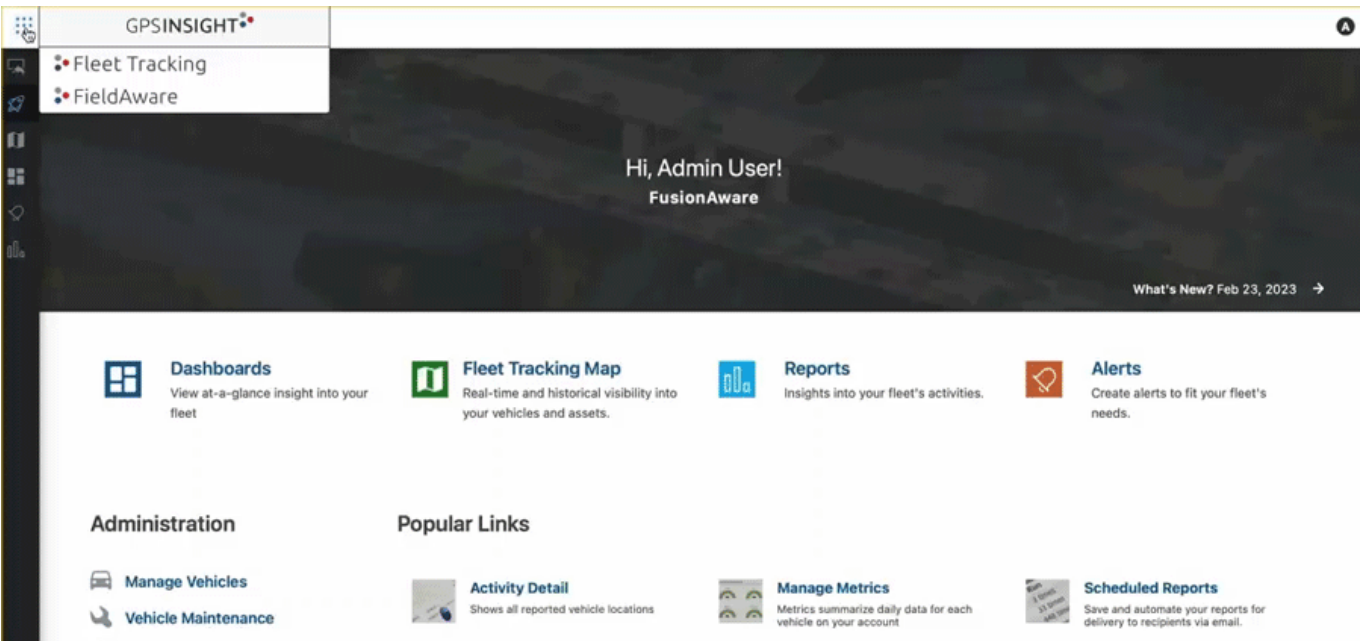 GPSINSIGHT
A
Fleet Tracking
FieldAware
Hi, Admin User!
FusionAware
What's New? Feb 23, 2023 →
Dashboards
View at-a-glance insight into your
fleet
Fleet Tracking Map
Real-time and historical visibility into
your vehicles and assets.
Reports
Insights into your fleet's activities.
Alerts
Create alerts to fit your fleet's
needs.
Administration
Manage Vehicles
Vehicle Maintenance
Popular Links
Activity Detail
Shows all reported vehicle locations
Manage Metrics
Metrics summarize daily data for each
vehicle on your account
Scheduled Reports
Save and automate your reports for
delivery to recipients via email.